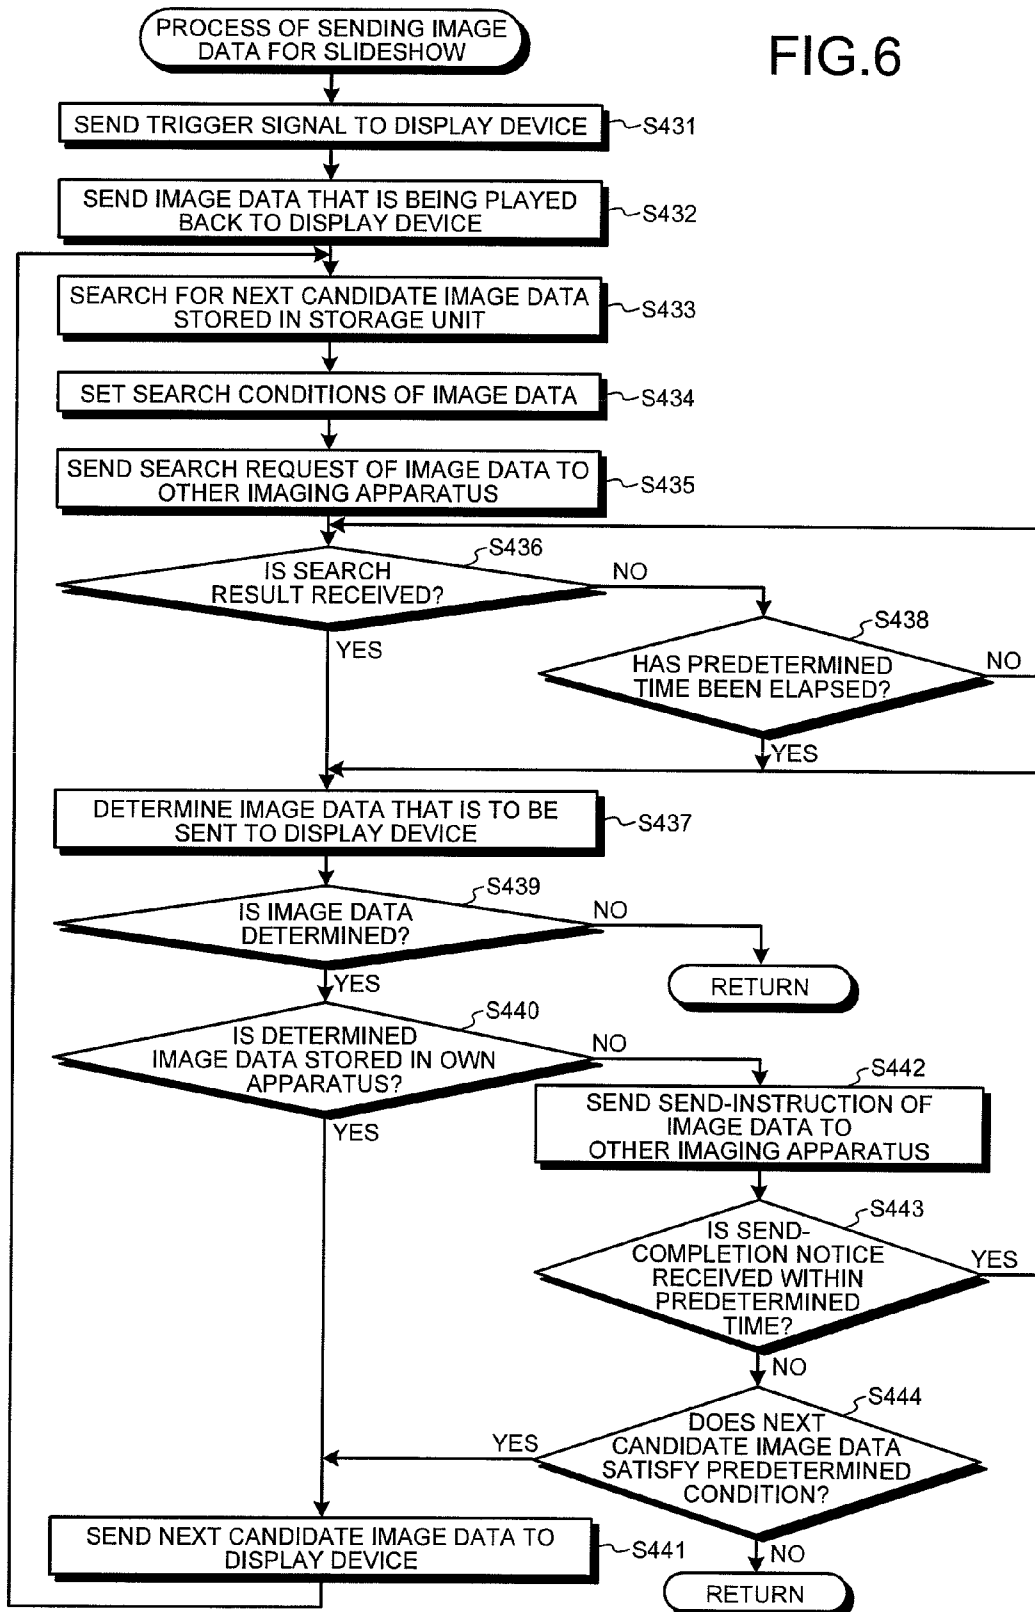 PROCESS OF SENDING IMAGE
DATA FOR SLIDESHOW
FIG.6
SEND TRIGGER SIGNAL TO DISPLAY DEVICE
S431
SEND IMAGE DATA THAT IS BEING PLAYED
BACK TO DISPLAY DEVICE
S432
SEARCH FOR NEXT CANDIDATE IMAGE DATA
STORED IN STORAGE UNIT
S433
SET SEARCH CONDITIONS OF IMAGE DATA
S434
SEND SEARCH REQUEST OF IMAGE DATA TO
OTHER IMAGING APPARATUS
S435
S436
IS SEARCH
RESULT RECEIVED?
NO
YES
S438
HAS PREDETERMINED
TIME BEEN ELAPSED?
NO
YES
DETERMINE IMAGE DATA THAT IS TO BE
SENT TO DISPLAY DEVICE
S437
S439
IS IMAGE DATA
DETERMINED?
NO
YES
RETURN
S440
IS DETERMINED
IMAGE DATA STORED IN OWN
APPARATUS?
NO
YES
S442
SEND SEND-INSTRUCTION OF
IMAGE DATA TO
OTHER IMAGING APPARATUS
S443
IS SEND-
COMPLETION NOTICE
RECEIVED WITHIN
PREDETERMINED
TIME?
YES
NO
S444
DOES NEXT
CANDIDATE IMAGE DATA
SATISFY PREDETERMINED
CONDITION?
YES
NO
SEND NEXT CANDIDATE IMAGE DATA TO
DISPLAY DEVICE
S441
RETURN